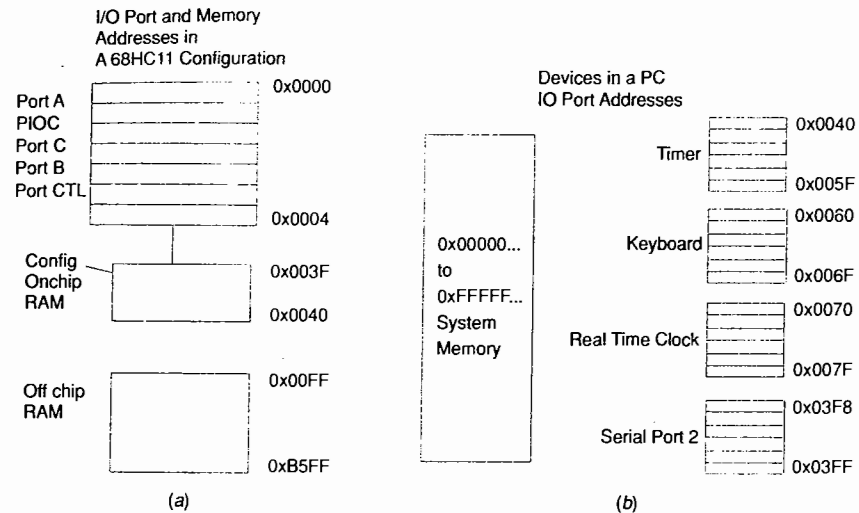 I/O Port and Memory
Addresses in
A 68HC11 Configuration
0x0000
Port A
PIOC
Port C
Port B
Port CTL
0x0004
Config
Onchip
RAM
0x003F
0x0040
Off chip
RAM
0x00FF
0xB5FF
(a)
Devices in a PC
IO Port Addresses
0x00000...
to
0xFFFFF...
System
Memory
Timer
0x0040
0x005F
Keyboard
0x0060
0x006F
Real Time Clock
0x0070
0x007F
Serial Port 2
0x03F8
0x03FF
(b)